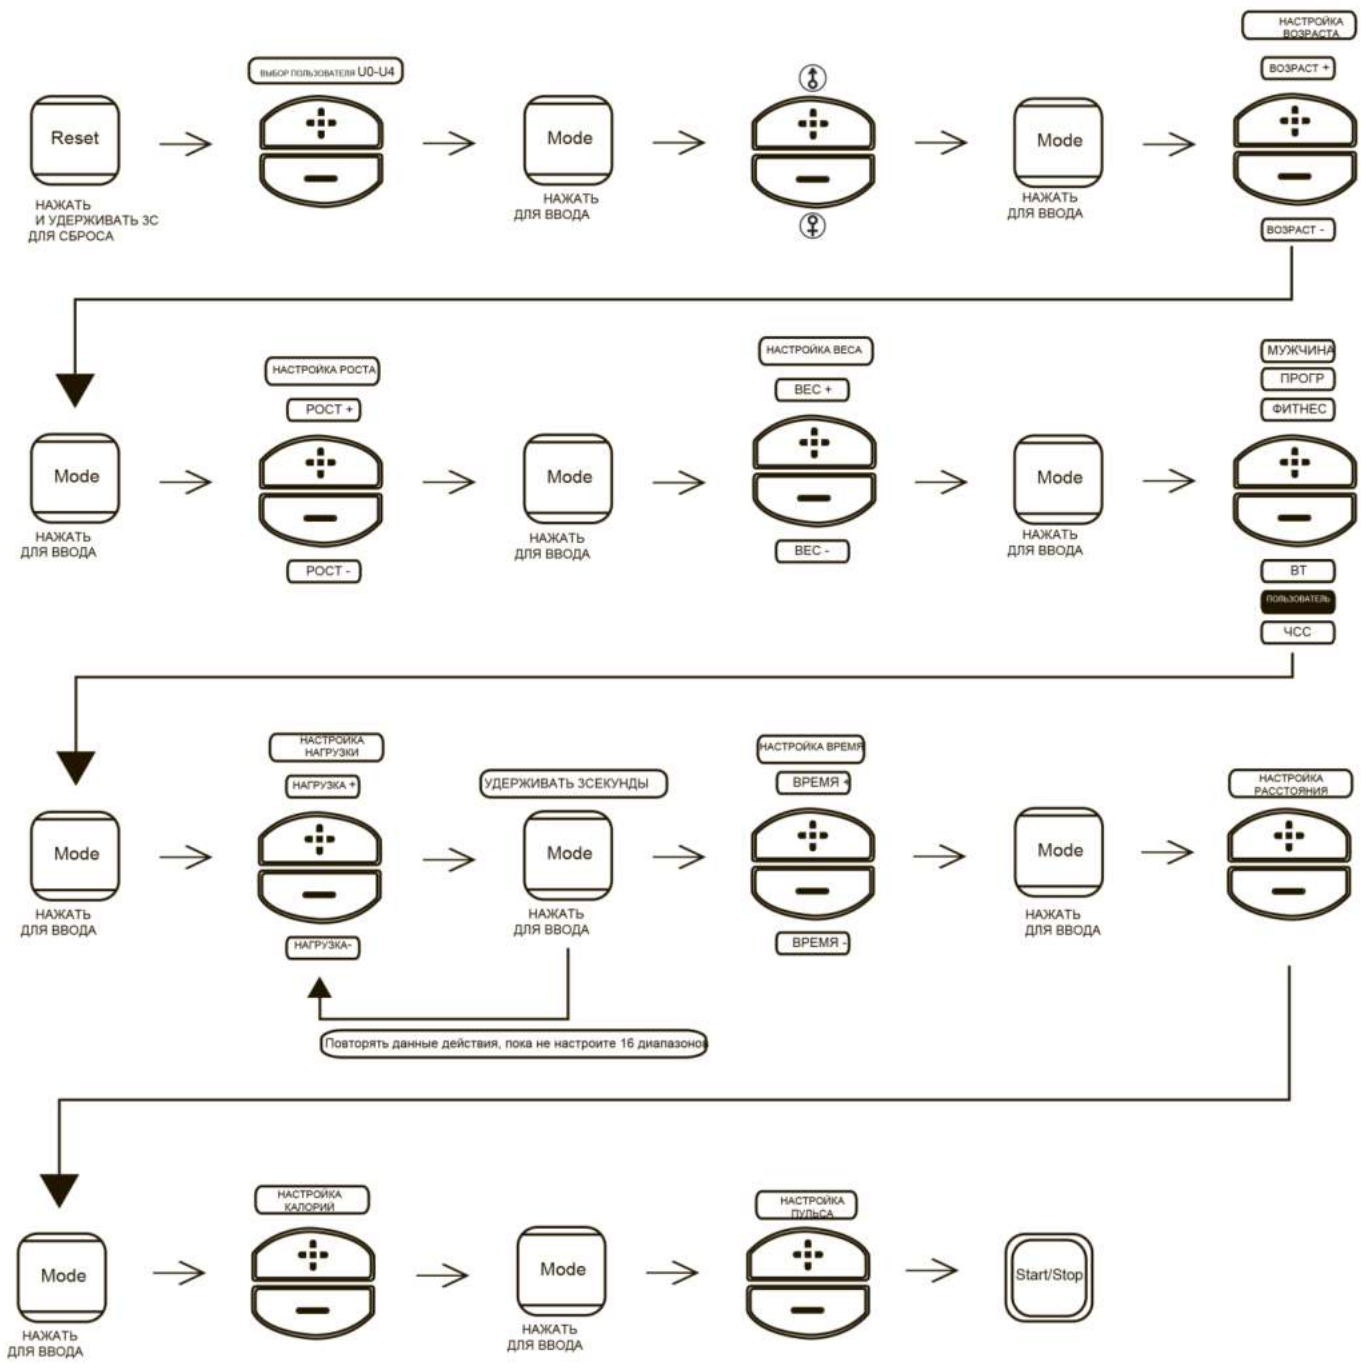 НАСТРОЙКА
ВОЗРАСТА
ВЫБОР ПОЛЬЗОВАТЕЛЯ U0-U4
ВОЗРАСТ +
Reset
Mode
Mode
НАЖАТЬ
И УДЕРЖИВАТЬ 3С
ДЛЯ СБРОСА
НАЖАТЬ
ДЛЯ ВВОДА
НАЖАТЬ
ДЛЯ ВВОДА
ВОЗРАСТ -
НАСТРОЙКА РОСТА
РОСТ +
НАСТРОЙКА ВЕСА
ВЕС +
МУЖЧИНА
ПРОГР
ФИТНЕС
Mode
Mode
Mode
НАЖАТЬ
ДЛЯ ВВОДА
РОСТ -
НАЖАТЬ
ДЛЯ ВВОДА
ВЕС -
НАЖАТЬ
ДЛЯ ВВОДА
ВТ
ПОЛЬЗОВАТЕЛЬ
ЧСС
НАСТРОЙКА
НАГРУЗКИ
НАГРУЗКА +
УДЕРЖИВАТЬ 3СЕКУНДЫ
НАСТРОЙКА ВРЕМЯ
ВРЕМЯ +
НАСТРОЙКА
РАССТОЯНИЯ
Mode
Mode
Mode
НАЖАТЬ
ДЛЯ ВВОДА
НАГРУЗКА-
НАЖАТЬ
ДЛЯ ВВОДА
ВРЕМЯ -
НАЖАТЬ
ДЛЯ ВВОДА
Повторять данные действия, пока не настроите 16 диапазонов
НАСТРОЙКА
КАЛОРИЙ
НАСТРОЙКА
ПУЛЬСА
Mode
Mode
Start/Stop
НАЖАТЬ
ДЛЯ ВВОДА
НАЖАТЬ
ДЛЯ ВВОДА